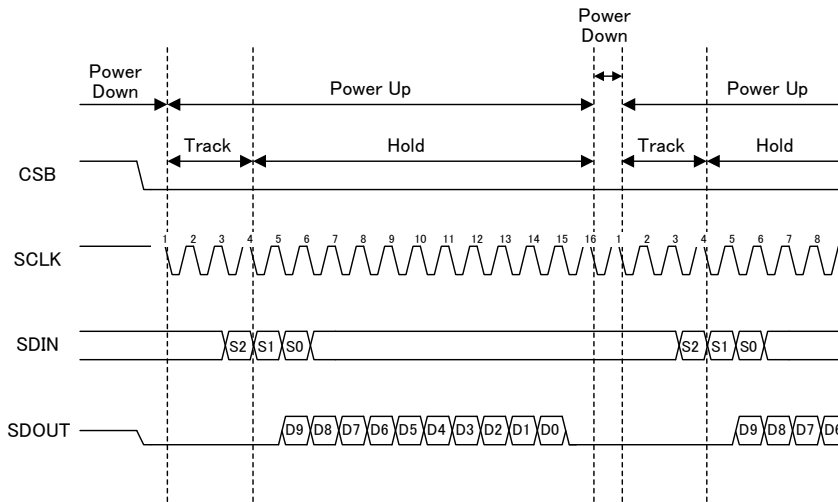 Power Down
Power Down Power Up Power Up
Track Hold Track Hold
CSB
1 2 3 4 5 6 7 8 9 10 11 12 13 14 15 16 1 2 3 4 5 6 7 8
SCLK
SDIN S2 S1 S0 S2 S1 S0
SDOUT D9 D8 D7 D6 D5 D4 D3 D2 D1 D0 D9 D8 D7 D6